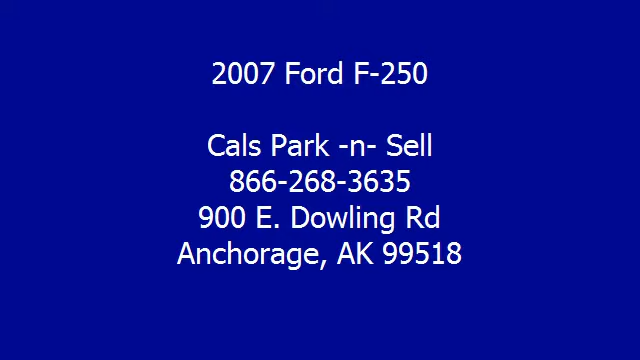 2007 Ford F-250
Cals Park -n- Sell
866-268-3635
900 E. Dowling Rd
Anchorage, AK 99518